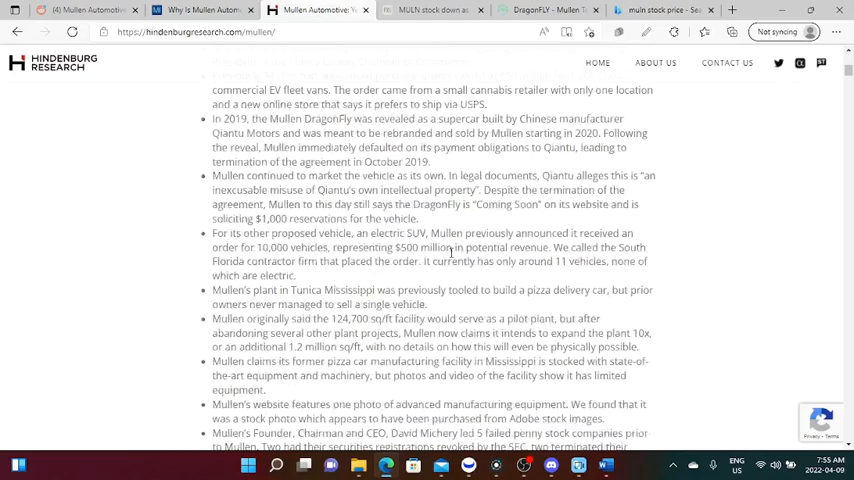 (4) Mullen Automotive
Why Is Mullen Autom
Mullen Automotive: Ye
MULN stock down as
DragonFLY - Mullen T
muln stock price - Sea
https://hindenburgresearch.com/mullen/
Not syncing
HINDENBURG
RESEARCH
HOME
ABOUT US
CONTACT US
commercial EV fleet vans. The order came from a small cannabis retailer with only one location
and a new online store that says it prefers to ship via USPS.
• In 2019, the Mullen DragonFly was revealed as a supercar built by Chinese manufacturer
Qiantu Motors and was meant to be rebranded and sold by Mullen starting in 2020. Following
the reveal, Mullen immediately defaulted on its payment obligations to Qiantu, leading to
termination of the agreement in October 2019.
• Mullen continued to market the vehicle as its own. In legal documents, Qiantu alleges this is “an
inexcusable misuse of Qiantu's own intellectual property”. Despite the termination of the
agreement, Mullen to this day still says the DragonFly is “Coming Soon” on its website and is
soliciting $1,000 reservations for the vehicle.
• For its other proposed vehicle, an electric SUV, Mullen previously announced it received an
order for 10,000 vehicles, representing $500 million in potential revenue. We called the South
Florida contractor firm that placed the order. It currently has only around 11 vehicles, none of
which are electric.
• Mullen's plant in Tunica Mississippi was previously tooled to build a pizza delivery car, but prior
owners never managed to sell a single vehicle.
• Mullen originally said the 124,700 sq/ft facility would serve as a pilot plant, but after
abandoning several other plant projects, Mullen now claims it intends to expand the plant 10x,
or an additional 1.2 million sq/ft, with no details on how this will even be physically possible.
• Mullen claims its former pizza car manufacturing facility in Mississippi is stocked with state-of-
the-art equipment and machinery, but photos and video of the facility show it has limited
equipment.
• Mullen's website features one photo of advanced manufacturing equipment. We found that it
was a stock photo which appears to have been purchased from Adobe stock images.
• Mullen's Founder, Chairman and CEO, David Michery led 5 failed penny stock companies prior
to Mullen. Two had their securities registrations revoked by the SEC, two terminated their
Privacy - Terms
ENG
US
7:55 AM
2022-04-09